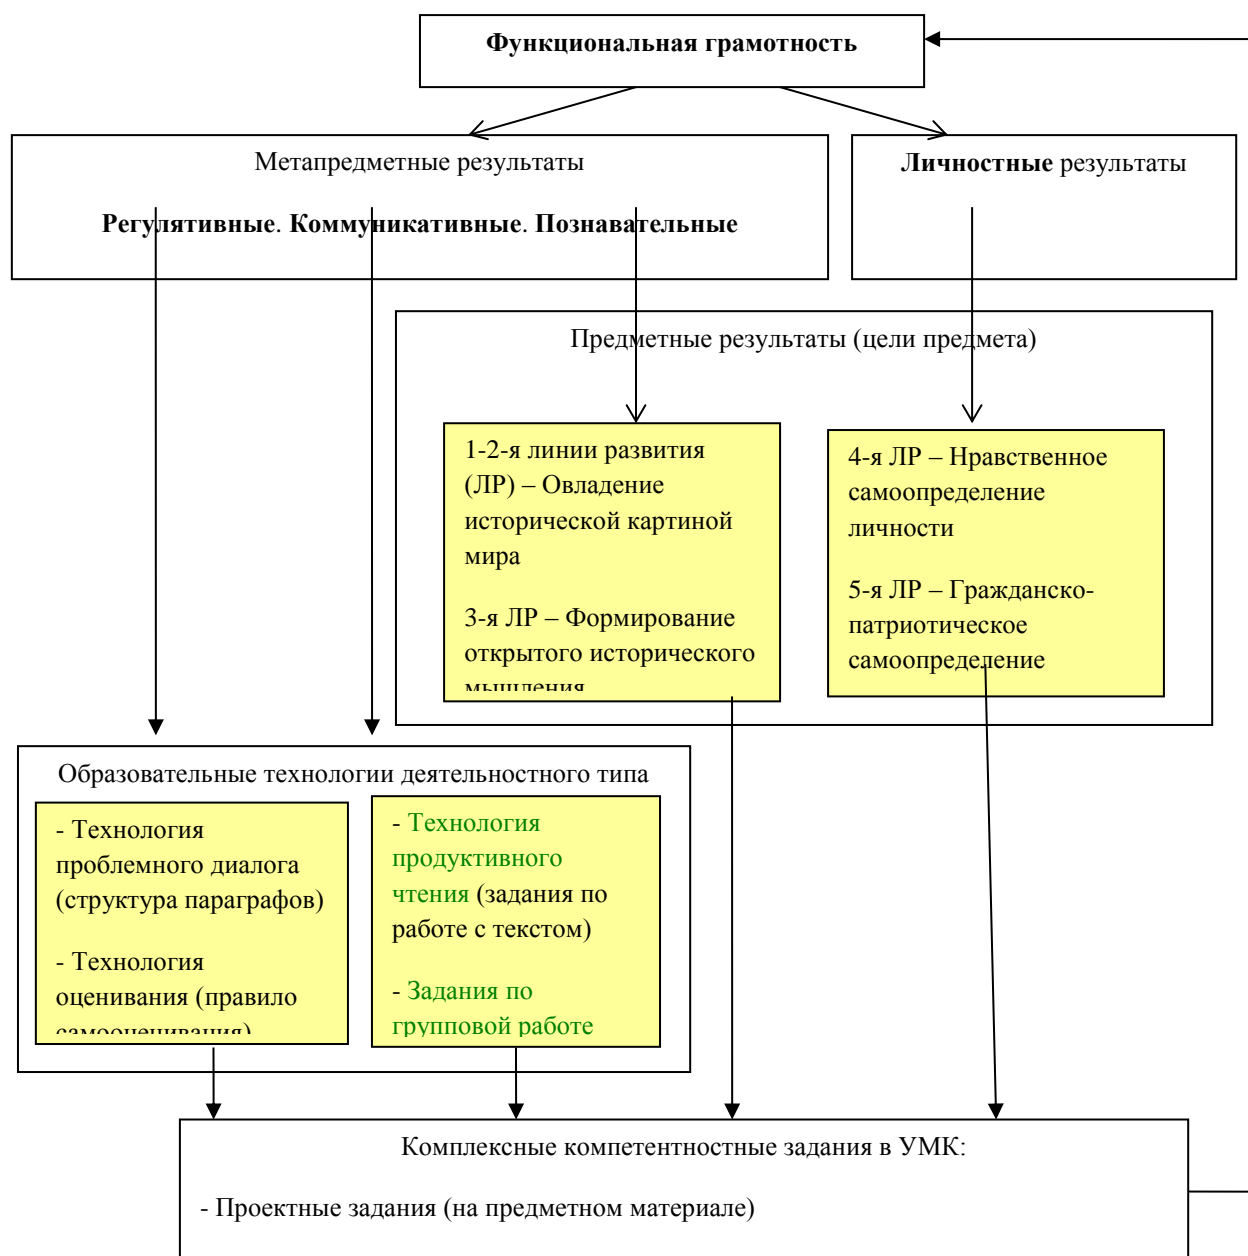 Функциональная грамотность
Метапредметные результаты
Регулятивные. Коммуникативные. Познавательные
Личностные результаты
Предметные результаты (цели предмета)
1-2-я линии развития
(ЛР) – Овладение
исторической картиной
мира
3-я ЛР – Формирование
открытого исторического
мышления
4-я ЛР – Нравственное
самоопределение
личности
5-я ЛР – Гражданско-
патриотическое
самоопределение
Образовательные технологии деятельностного типа
- Технология
проблемного диалога
(структура параграфов)
- Технология
оценивания (правило
самооценивания)
- Технология
продуктивного
чтения (задания по
работе с текстом)
- Задания по
групповой работе
Комплексные компетентностные задания в УМК:
- Проектные задания (на предметном материале)